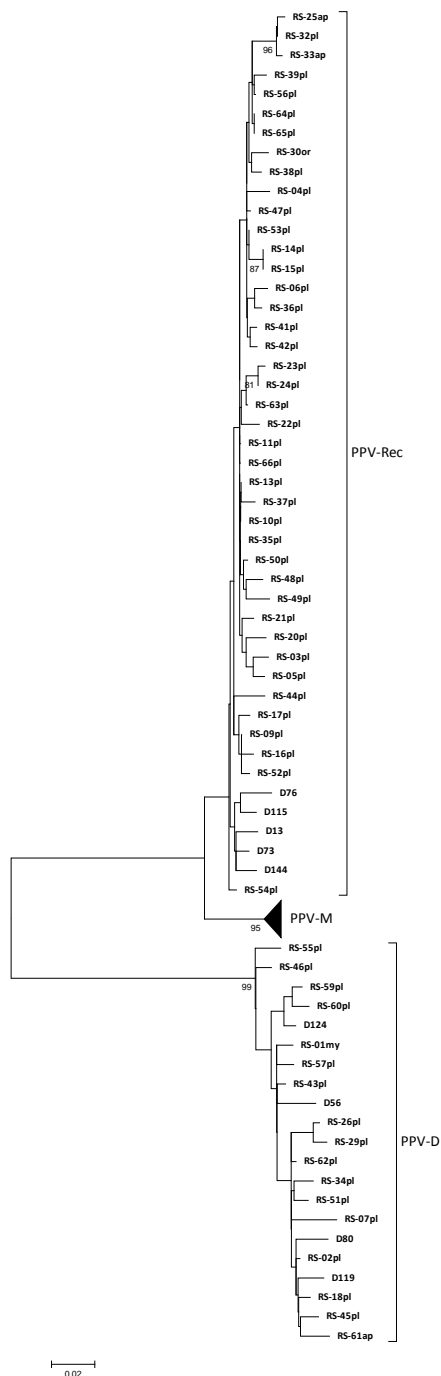 RS-25ap
RS-32pl
96
RS-33ap
RS-39pl
RS-56pl
RS-64pl
RS-65pl
RS-30or
RS-38pl
RS-04pl
RS-47pl
RS-53pl
RS-14pl
87
RS-15pl
RS-06pl
RS-36pl
RS-41pl
RS-42pl
RS-23pl
81
RS-24pl
RS-63pl
RS-22pl
RS-11pl
PPV-Rec
RS-66pl
RS-13pl
RS-37pl
RS-10pl
RS-35pl
RS-50pl
RS-48pl
RS-49pl
RS-21pl
RS-20pl
RS-03pl
RS-05pl
RS-44pl
RS-17pl
RS-09pl
RS-16pl
RS-52pl
D76
D115
D13
D73
D144
RS-54pl
PPV-M
95
RS-55pl
RS-46pl
99
RS-59pl
RS-60pl
D124
RS-01my
RS-57pl
RS-43pl
D56
RS-26pl
RS-29pl
PPV-D
RS-62pl
RS-34pl
RS-51pl
RS-07pl
D80
RS-02pl
D119
RS-18pl
RS-45pl
RS-61ap
0.02